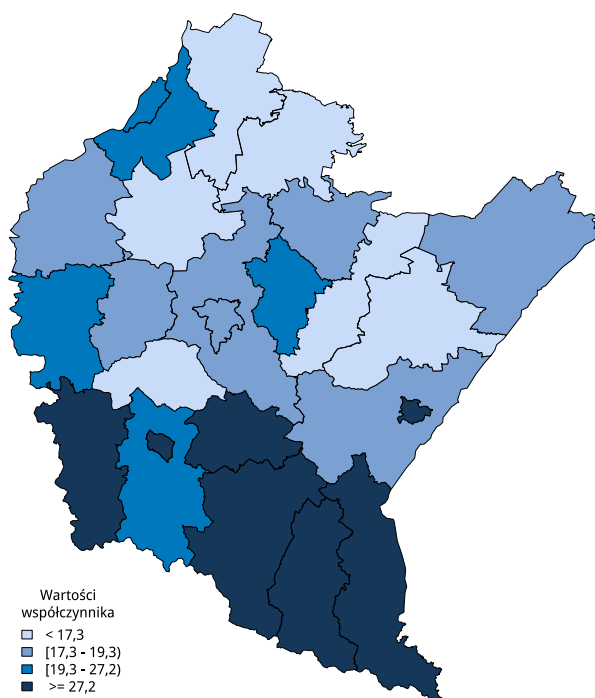 Wartości
współczynnika
< 17,3
[17,3 - 19,3)
[19,3 - 27,2)
>= 27,2